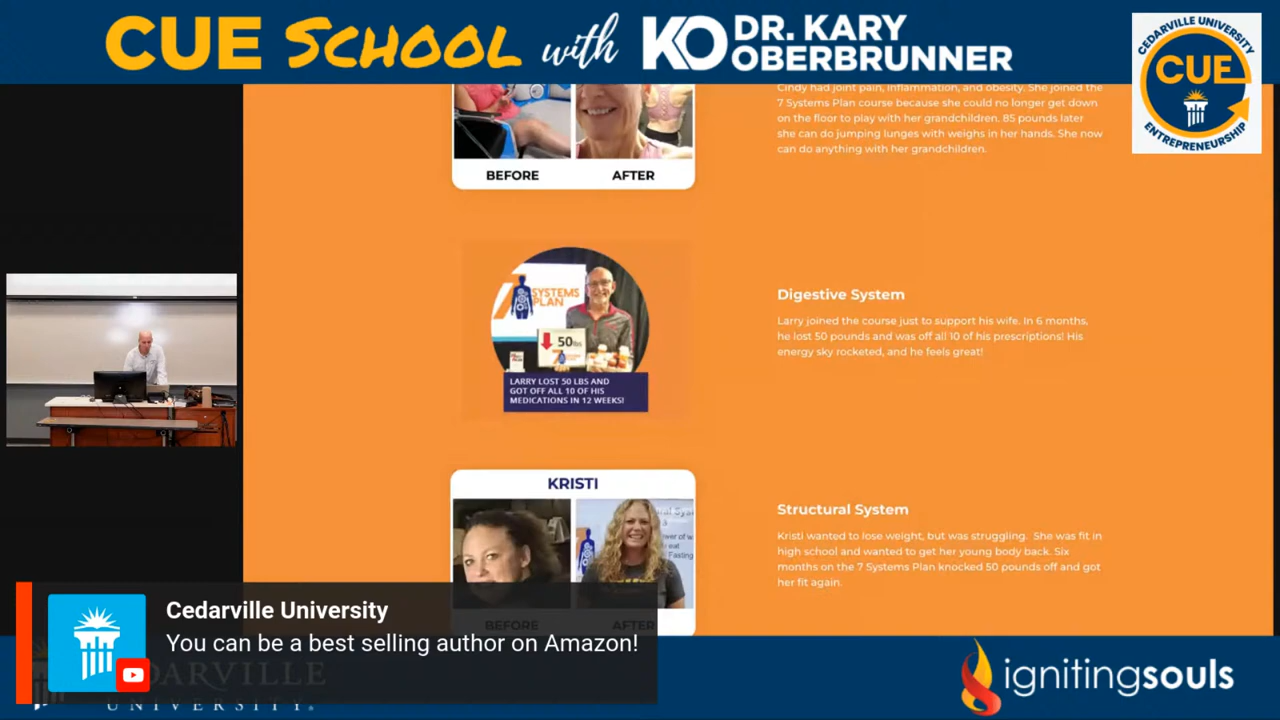 CUE SCHOOL with KO DR. KARY OBERBRUNNER
CEDARVILLE UNIVERSITY
CUE
ENTREPRENEURSHIP
Cindy had joint pain, inflammation, and obesity. She joined the
7 Systems Plan course because she could no longer get down
on the floor to play with her grandchildren. 85 pounds later
she can do jumping lunges with weighs in her hands. She now
can do anything with her grandchildren.
BEFORE AFTER
7 SYSTEMS
PLAN
50lbs
LARRY LOST 50 LBS AND
GOT OFF ALL 10 OF HIS
MEDICATIONS IN 12 WEEKS!
Digestive System
Larry joined the course just to support his wife. In 6 months,
he lost 50 pounds and was off all 10 of his prescriptions! His
energy sky rocketed, and he feels great!
KRISTI
BEFORE AFTER
Structural System
Kristi wanted to lose weight, but was struggling. She was fit in
high school and wanted to get her young body back. Six
months on the 7 Systems Plan knocked 50 pounds off and got
her fit again.
Cedarville University
You can be a best selling author on Amazon!
DARVILLE
UNIVERSITY.
ignitingsouls